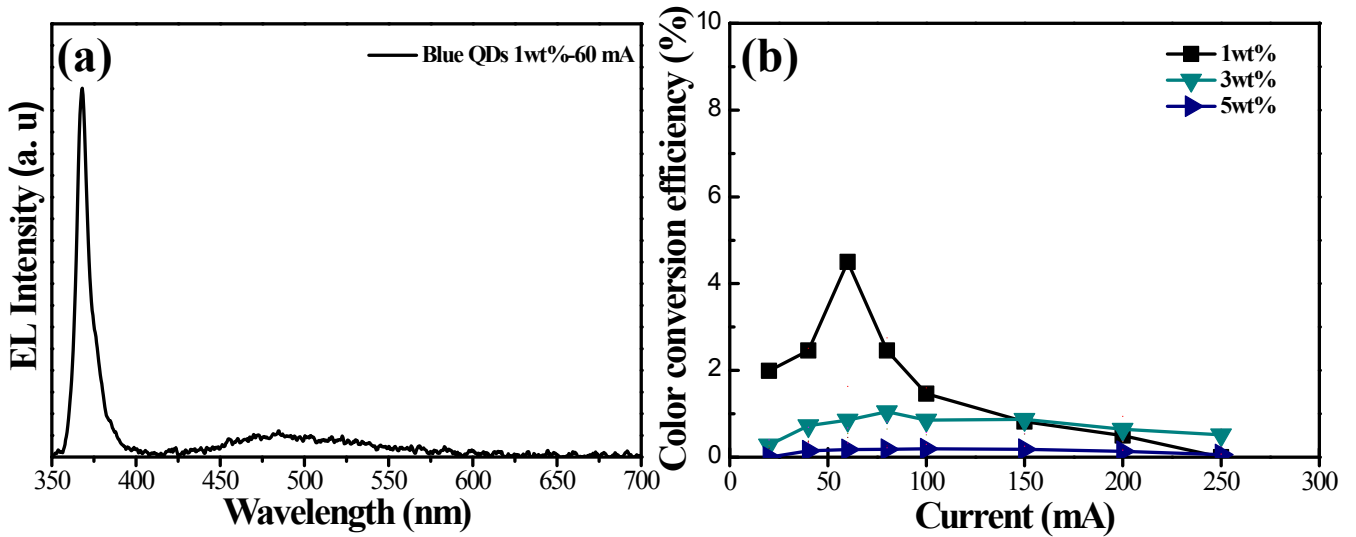 (a)
Blue QDs 1wt%-60 mA
EL Intensity (a. u)
350 400 450 500 550 600 650 700
Wavelength (nm)
(b)
1wt%
3wt%
5wt%
Color conversion efficiency (%)
10
8
6
4
2
0
0 50 100 150 200 250 300
Current (mA)